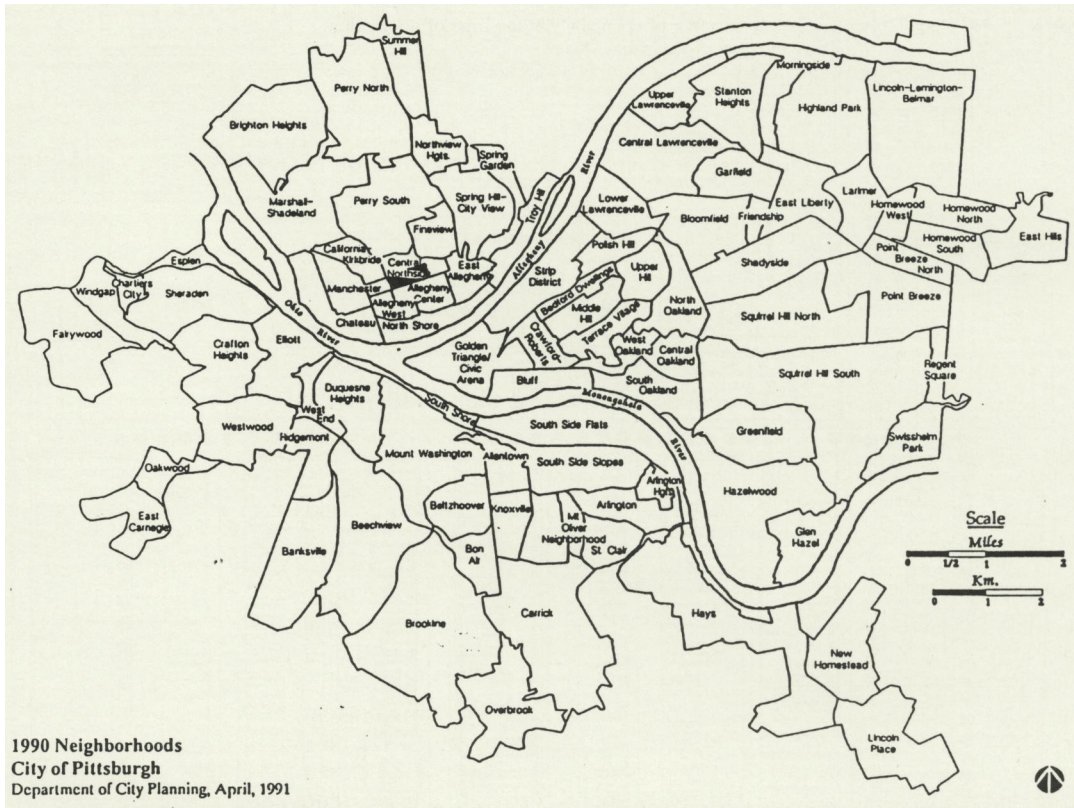 Summer
Hill
Perry North
Brighton Heights
Northview
Hgts.
Spring
Garden
Marshall-
Shadeland
Perry South
Spring Hill-
City View
Troy Hill
Fineview
California-
Kirkbride
Central
Northside
East
Allegheny
Manchester
Allegheny
Center
Allegheny
West
Chateau
North Shore
Allegheny
River
Morningside
Upper
Lawrenceville
Stanton
Heights
Highland Park
Lincoln-Lemington-
Belmar
Central Lawrenceville
Garfield
Lower
Lawrenceville
Bloomfield
Friendship
East Liberty
Larimer
Homewood
West
Homewood
North
Homewood
South
East Hills
Point
Breeze
North
Point Breeze
Polish Hill
Strip
District
Upper
Hill
Bedford Dwellings
Middle
Hill
Terrace Village
Crawford-
Roberts
North
Oakland
Shadyside
Squirrel Hill North
West
Oakland
Central
Oakland
South
Oakland
Golden
Triangle/
Civic
Arena
Bluff
Squirrel Hill South
Regent
Square
Greenfield
Swisshelm
Park
Hazelwood
Glen
Hazel
Esplen
Windgap
Chartiers
City
Sheraden
Fairywood
Crafton
Heights
Elliott
Ohio
River
Duquesne
Heights
West
End
Westwood
Ridgemont
Oakwood
East
Carnegie
South Shore
Monongahela
River
South Side Flats
Mount Washington
Allentown
South Side Slopes
Arlington
Hgts.
Arlington
Beltzhoover
Knoxville
Mt
Oliver
Neighborhood
St. Clair
Beechview
Banksville
Bon
Air
Brookline
Carrick
Overbrook
Hays
New
Homestead
Lincoln
Place
Scale
Miles
0 1/2 1 2
Km.
0 1 2
1990 Neighborhoods
City of Pittsburgh
Department of City Planning, April, 1991